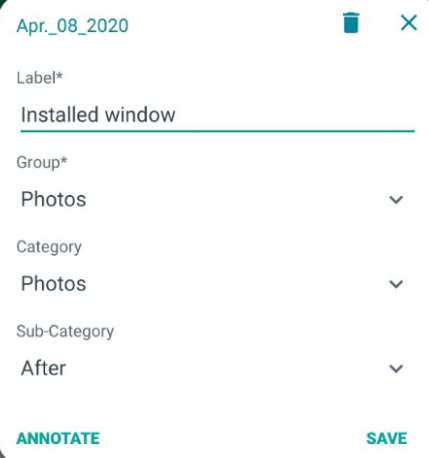 Apr._08_2020
Label*
Installed window
Group*
Photos
Category
Photos
Sub-Category
After
ANNOTATE SAVE